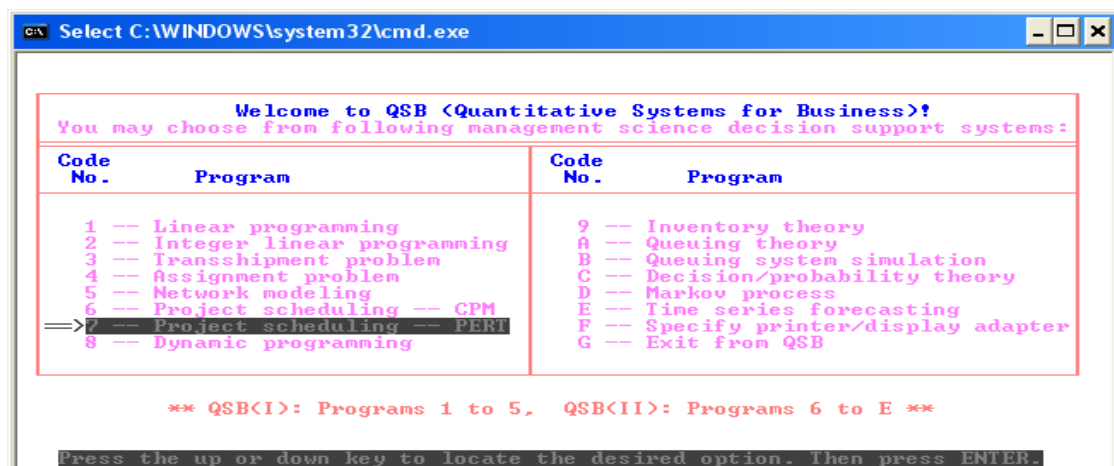 Select C:\WINDOWS\system32\cmd.exe
Welcome to QSB (Quantitative Systems for Business)!
You may choose from following management science decision support systems:
Code
No. Program
1 -- Linear programming
2 -- Integer linear programming
3 -- Transshipment problem
4 -- Assignment problem
5 -- Network modeling
6 -- Project scheduling -- CPM
==>7 -- Project scheduling -- PERT
8 -- Dynamic programming
Code
No. Program
9 -- Inventory theory
A -- Queuing theory
B -- Queuing system simulation
C -- Decision/probability theory
D -- Markov process
E -- Time series forecasting
F -- Specify printer/display adapter
G -- Exit from QSB
** QSB(I): Programs 1 to 5, QSB(II): Programs 6 to E **
Press the up or down key to locate the desired option. Then press ENTER.